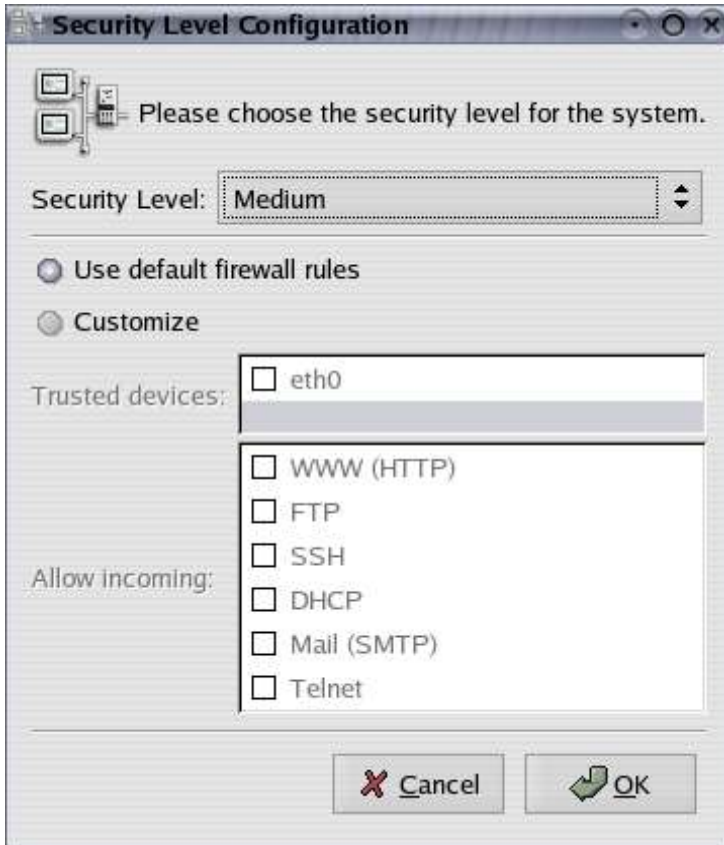 Security Level Configuration
Please choose the security level for the system.
Security Level: Medium
Use default firewall rules
Customize
Trusted devices:
eth0
Allow incoming:
WWW (HTTP)
FTP
SSH
DHCP
Mail (SMTP)
Telnet
Cancel OK